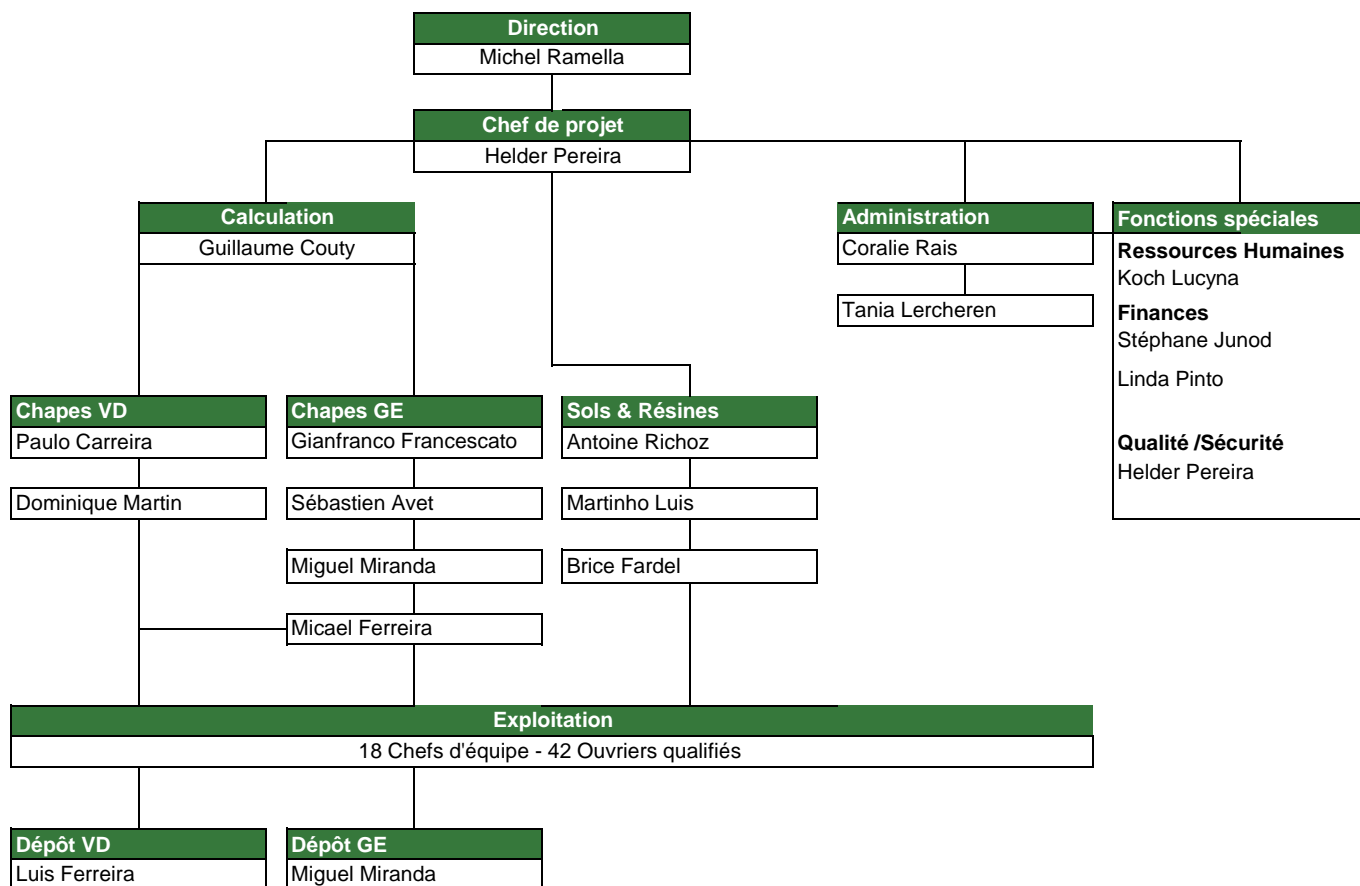 Direction
Michel Ramella
Chef de projet
Helder Pereira
Calculation
Guillaume Couty
Administration
Coralie Rais
Tania Lercheren
Fonctions spéciales
Ressources Humaines
Koch Lucyna
Finances
Stéphane Junod
Linda Pinto
Qualité /Sécurité
Helder Pereira
Chapes VD
Paulo Carreira
Dominique Martin
Chapes GE
Gianfranco Francescato
Sébastien Avet
Miguel Miranda
Micael Ferreira
Sols & Résines
Antoine Richoz
Martinho Luis
Brice Fardel
Exploitation
18 Chefs d'équipe - 42 Ouvriers qualifiés
Dépôt VD
Luis Ferreira
Dépôt GE
Miguel Miranda